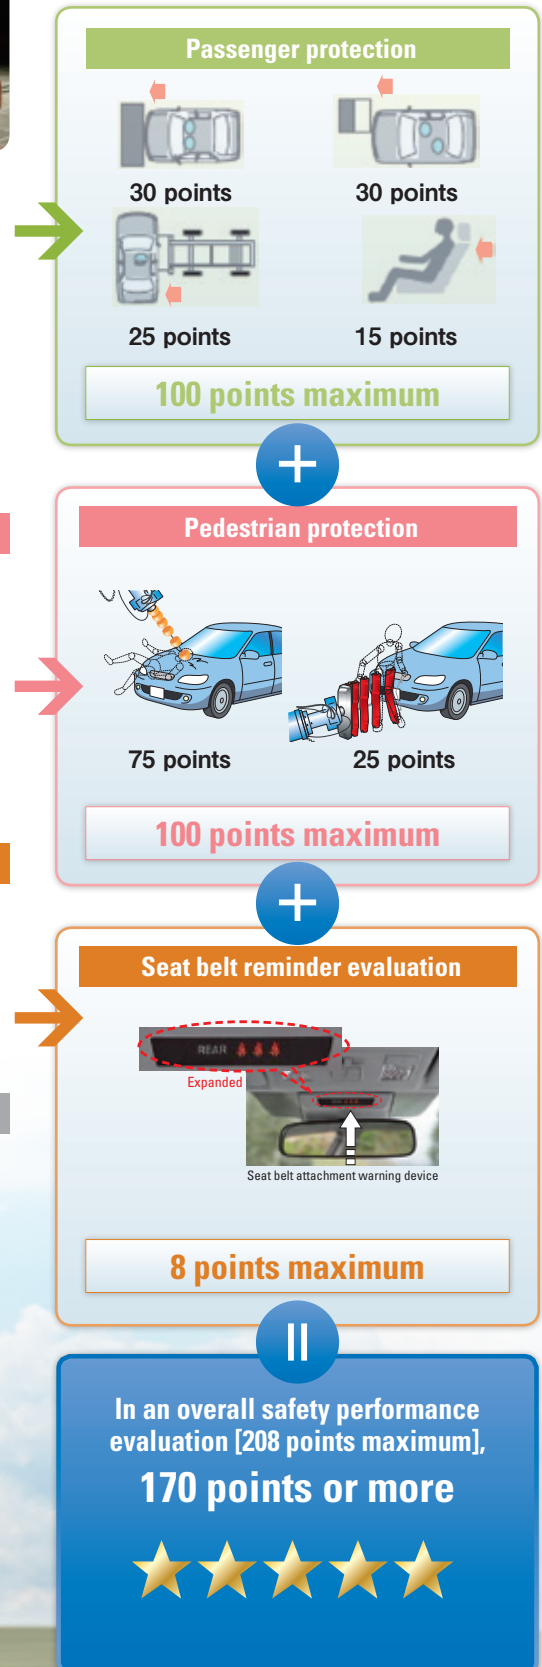 Passenger protection
30 points
30 points
25 points
15 points
100 points maximum
+
Pedestrian protection
75 points
25 points
100 points maximum
+
Seat belt reminder evaluation
REAR
Expanded
Seat belt attachment warning device
8 points maximum
=
In an overall safety performance
evaluation [208 points maximum],
170 points or more